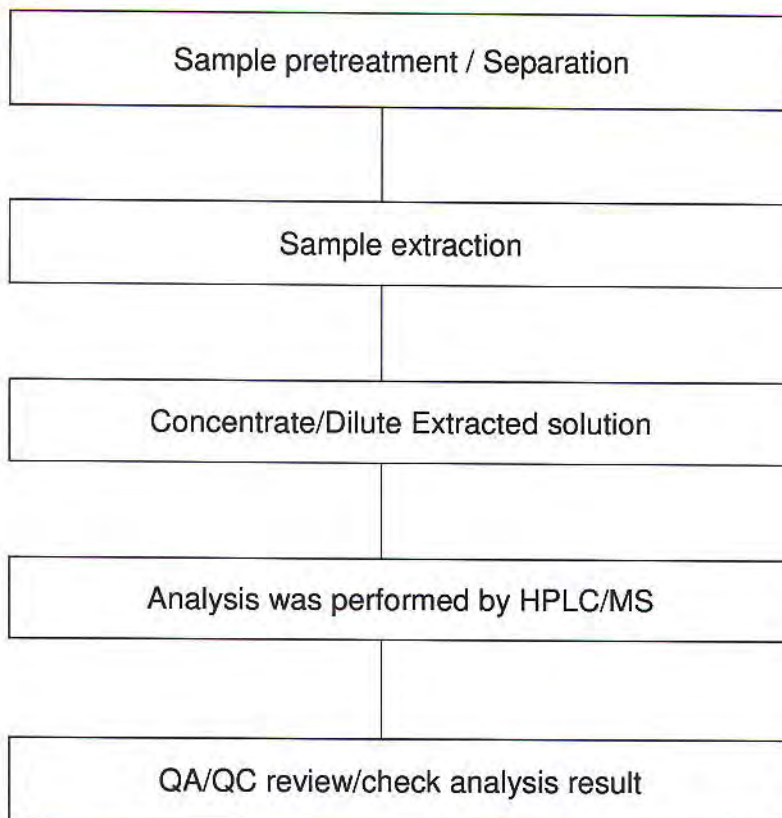 Sample pretreatment / Separation
Sample extraction
Concentrate/Dilute Extracted solution
Analysis was performed by HPLC/MS
QA/QC review/check analysis result